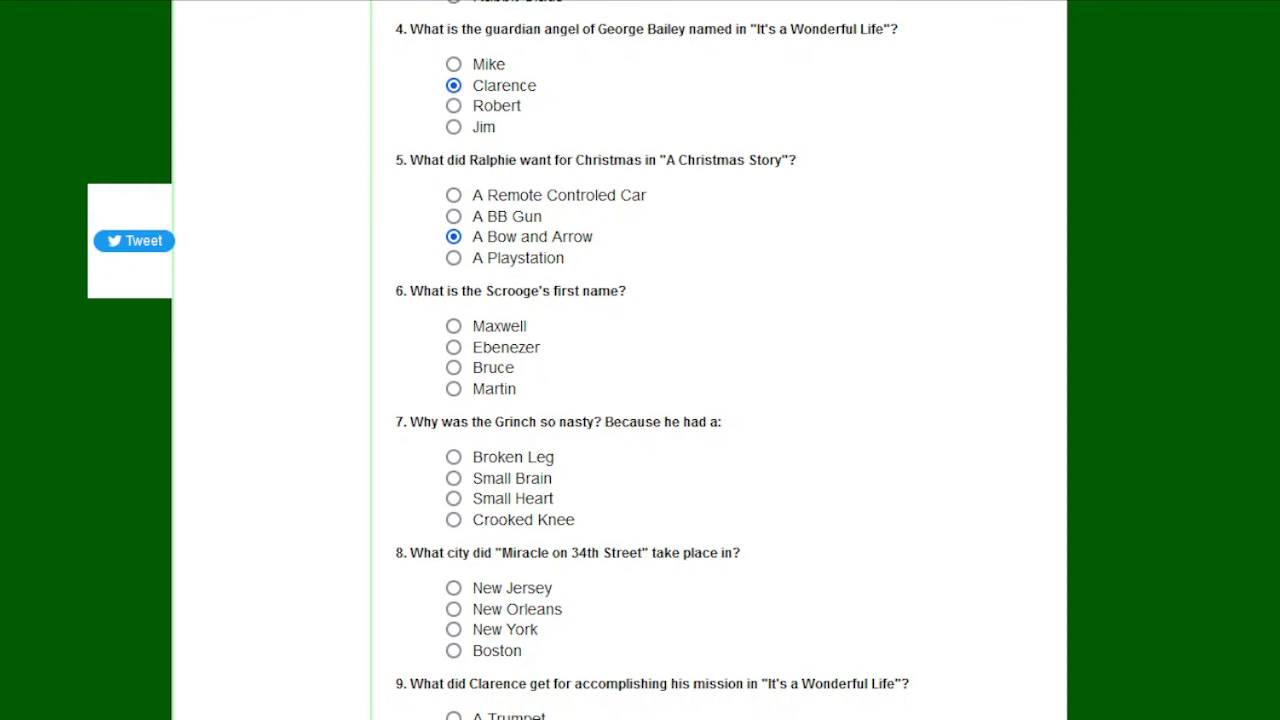 4. What is the guardian angel of George Bailey named in "It's a Wonderful Life"?
Mike
Clarence
Robert
Jim
5. What did Ralphie want for Christmas in "A Christmas Story"?
A Remote Controled Car
A BB Gun
A Bow and Arrow
A Playstation
6. What is the Scrooge's first name?
Maxwell
Ebenezer
Bruce
Martin
7. Why was the Grinch so nasty? Because he had a:
Broken Leg
Small Brain
Small Heart
Crooked Knee
8. What city did "Miracle on 34th Street" take place in?
New Jersey
New Orleans
New York
Boston
9. What did Clarence get for accomplishing his mission in "It's a Wonderful Life"?
A Trumpet
Tweet